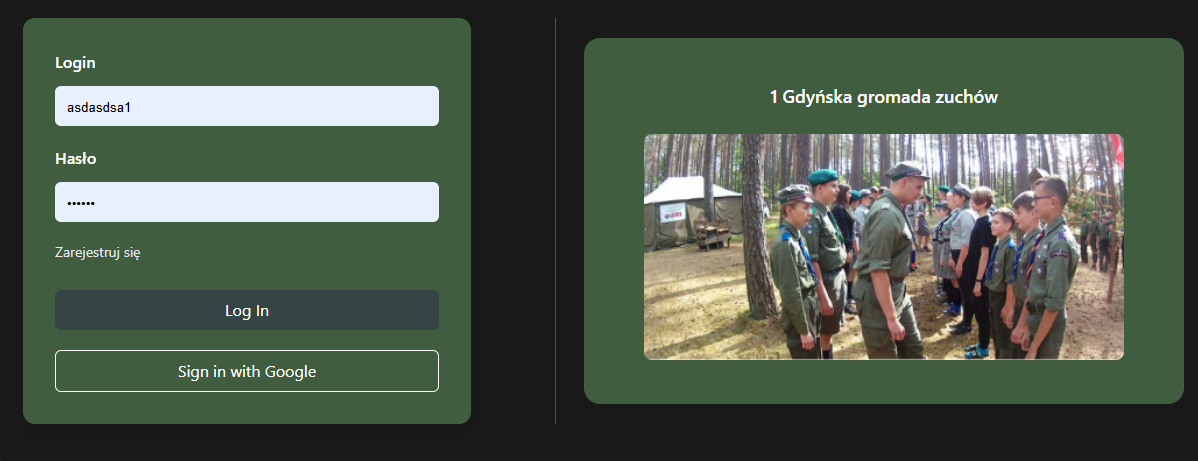 Login
asdasdsa1
Hasło
••••••
Zarejestruj się
Log In
Sign in with Google
1 Gdyńska gromada zuchów